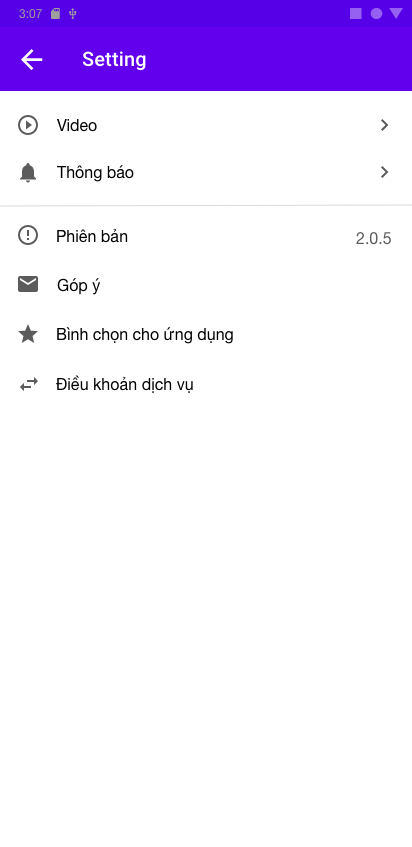 3:07
Setting
Video
Thông báo
Phiên bản
2.0.5
Góp ý
Bình chọn cho ứng dụng
Điều khoản dịch vụ